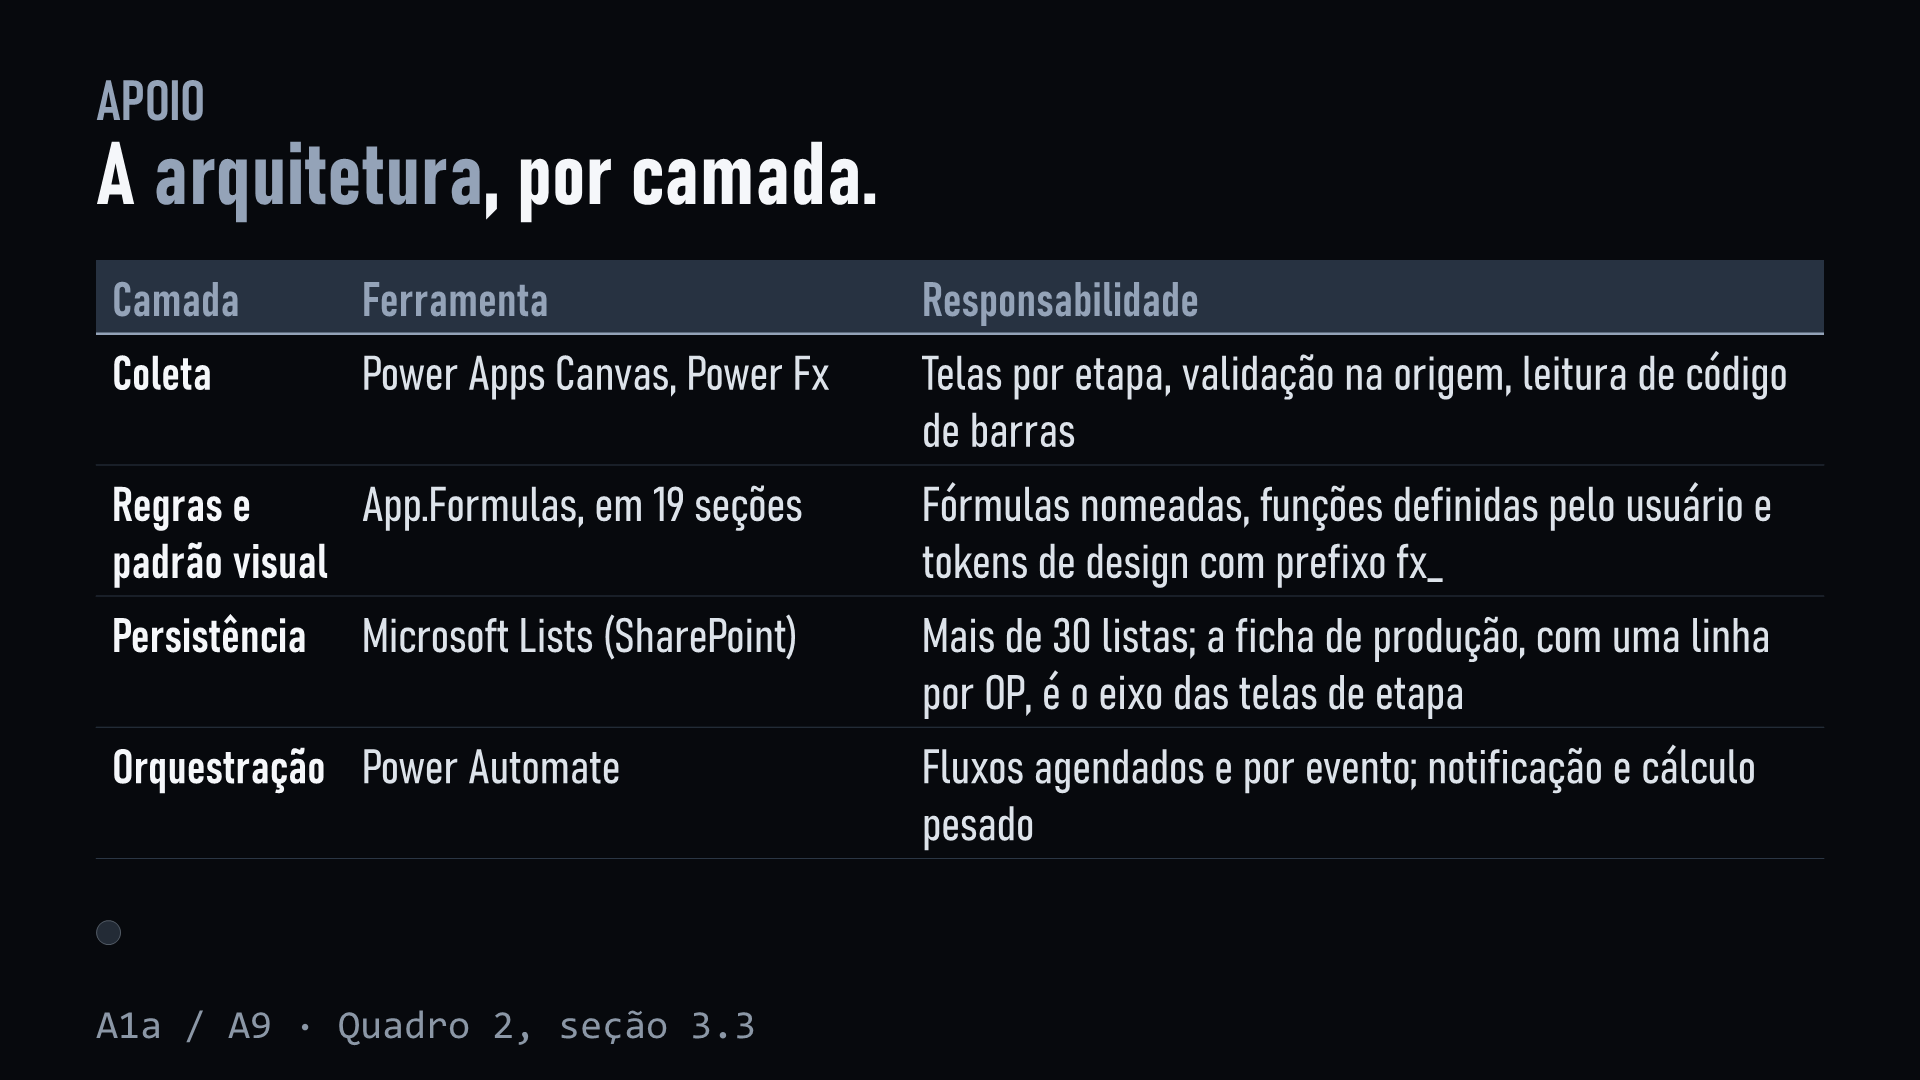 APOIO
A arquitetura, por camada.
Camada Ferramenta Responsabilidade
Coleta Power Apps Canvas, Power Fx Telas por etapa, validação na origem, leitura de código
de barras
Regras e App.Formulas, em 19 seções Fórmulas nomeadas, funções definidas pelo usuário e
padrão visual tokens de design com prefixo fx_
Persistência Microsoft Lists (SharePoint) Mais de 30 listas; a ficha de produção, com uma linha
por OP, é o eixo das telas de etapa
Orquestração Power Automate Fluxos agendados e por evento; notificação e cálculo
pesado
A1a / A9 · Quadro 2, seção 3.3